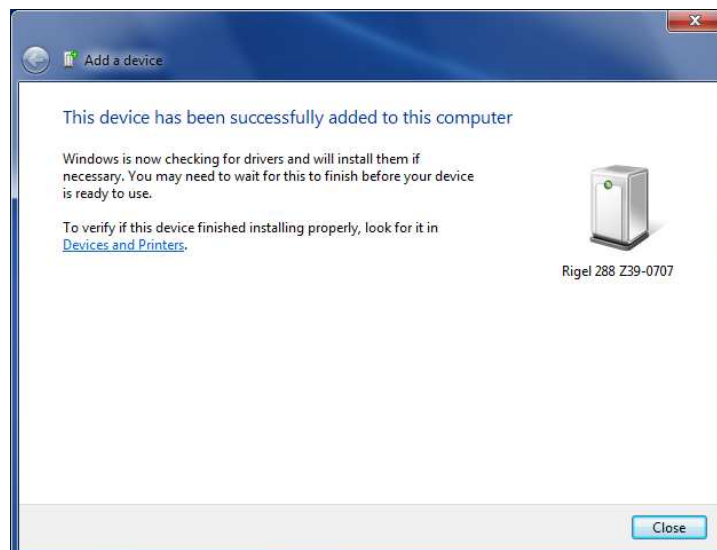 Add a device
This device has been successfully added to this computer
Windows is now checking for drivers and will install them if
necessary. You may need to wait for this to finish before your device
is ready to use.
To verify if this device finished installing properly, look for it in
Devices and Printers.
Rigel 288 Z39-0707
Close